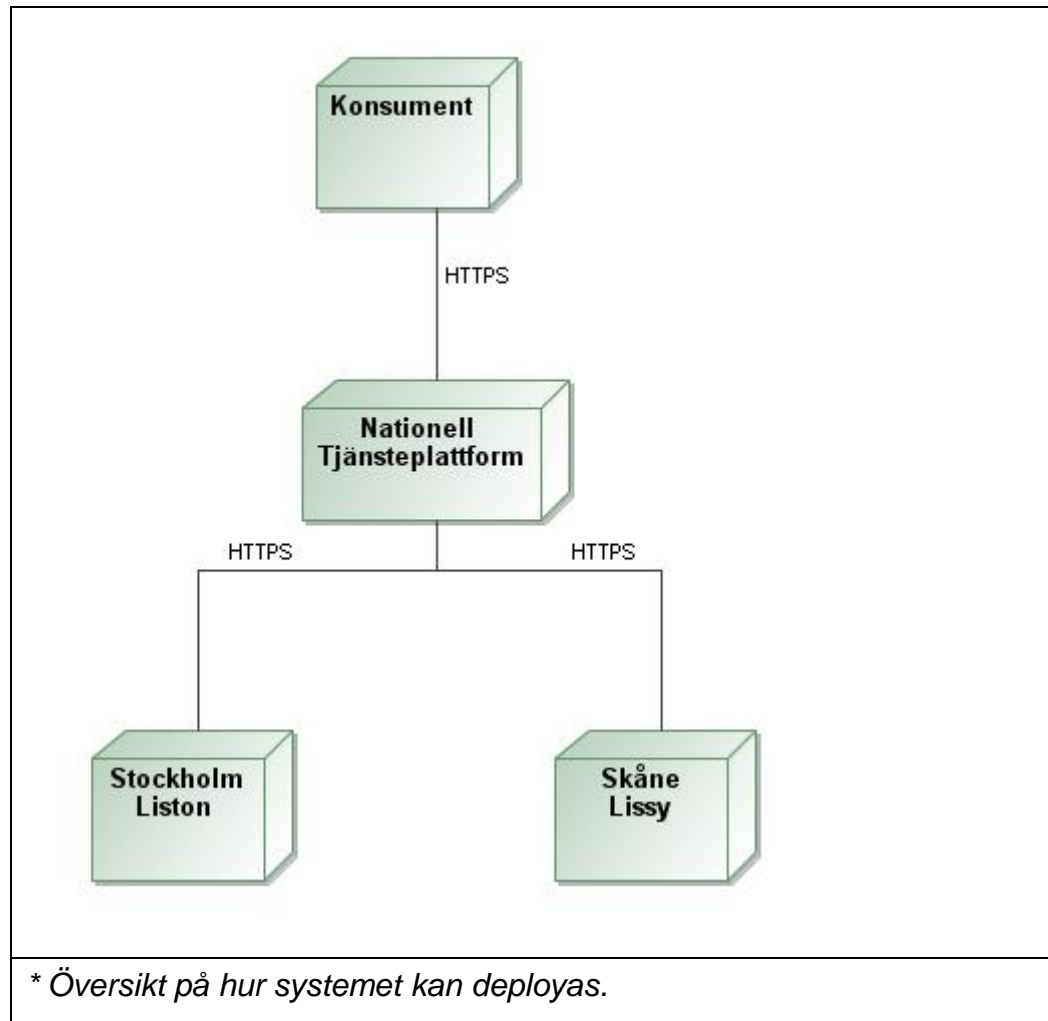 Konsument
HTTPS
Nationell
Tjänsteplattform
HTTPS
HTTPS
Stockholm
Liston
Skåne
Lissy
* Översikt på hur systemet kan deployas.